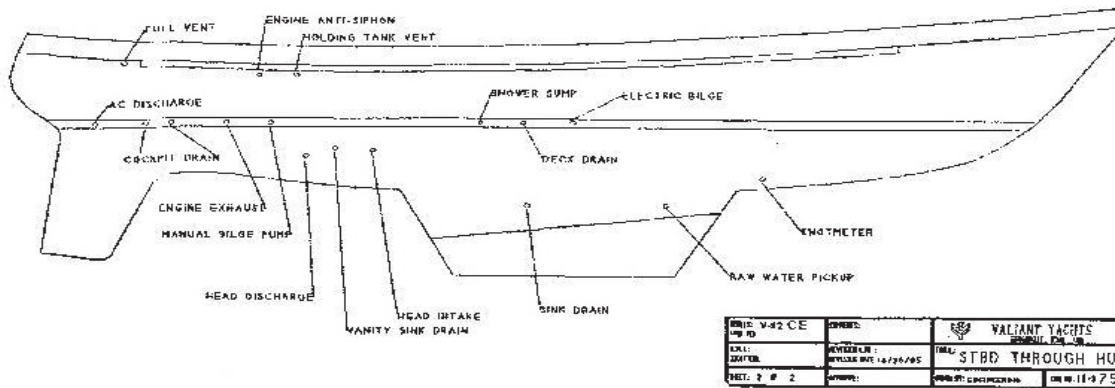 FUEL VENT
ENGINE ANTI-SIPHON
HOLDING TANK VENT
AC DISCHARGE
SHOWER SUMP
ELECTRIC BILGE
COCKPIT DRAIN
DECK DRAIN
ENGINE EXHAUST
MANUAL BILGE PUMP
KNOTMETER
HEAD DISCHARGE
VANITY SINK DRAIN
HEAD INTAKE
SINK DRAIN
RAW WATER PICKUP
V-42 CE
VALIANT YACHTS
STBD THROUGH HU
2 2